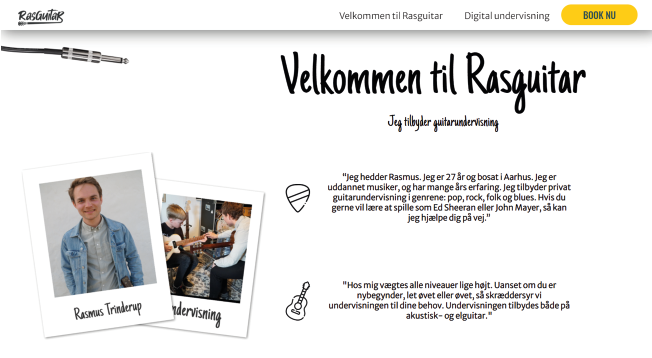 RASGUITAR
Velkommen til Rasguitar
Digital undervisning
BOOK NU
Velkommen til Rasguitar
Jeg tilbyder guitarundervisning
"Jeg hedder Rasmus. Jeg er 27 år og bosat i Aarhus. Jeg er
uddannet musiker, og har mange års erfaring. Jeg tilbyder privat
guitarundervisning i genrene: pop, rock, folk og blues. Hvis du
gerne vil lære at spille som Ed Sheeran eller John Mayer, så kan
jeg hjælpe dig på vej."
Rasmus Trinderup
ndervisning
"Hos mig vægtes alle niveauer lige højt. Uanset om du er
nybegynder, let øvet eller øvet, så skræddersyr vi
undervisningen til dine behov. Undervisningen tilbydes både på
akustisk- og elguitar."